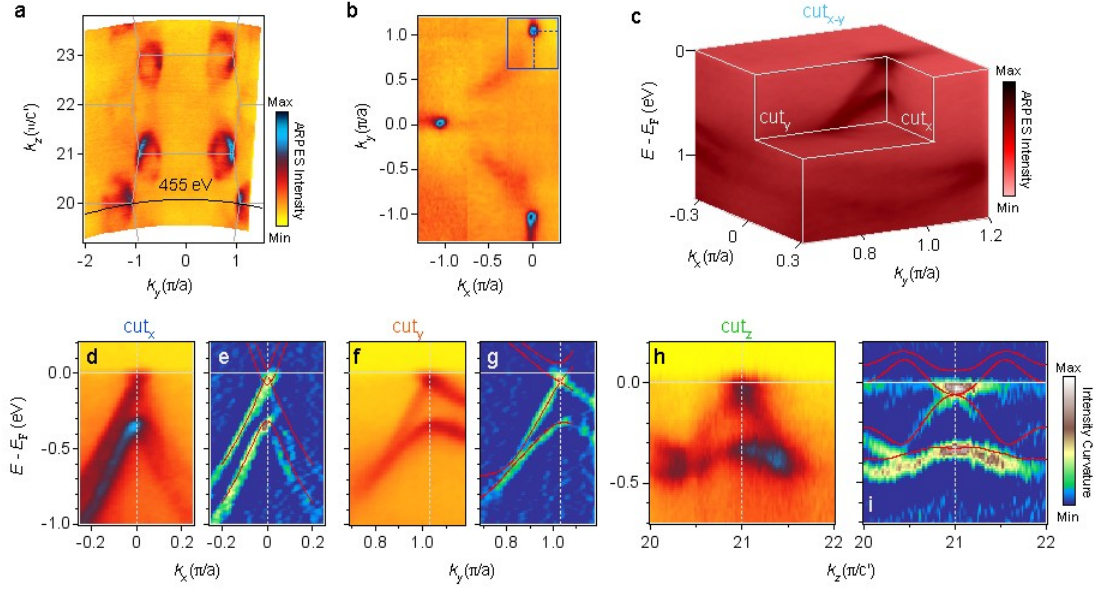 a
23
22
21
20
k_z(π/c')
455 eV
-2 -1 0 1
k_y(π/a)
Max
ARPES Intensity
Min
b
1.0
0.5
0.0
-0.5
-1.0
k_y(π/a)
-1.0 -0.5 0
k_x(π/a)
c
cut_x-y
0
1
E - E_F (eV)
cut_y
cut_x
-0.3
0
0.3
k_x(π/a)
0.8
1.0
1.2
k_y(π/a)
Max
ARPES Intensity
Min
cut_x
d
e
0.0
-0.5
-1.0
E - E_F (eV)
-0.2 0 0.2
-0.2 0 0.2
k_x(π/a)
cut_y
f
g
0.8 1.0
0.8 1.0
k_y(π/a)
cut_z
h
i
0.0
-0.5
20 21 22
20 21 22
k_z(π/c')
Max
Intensity Curvature
Min